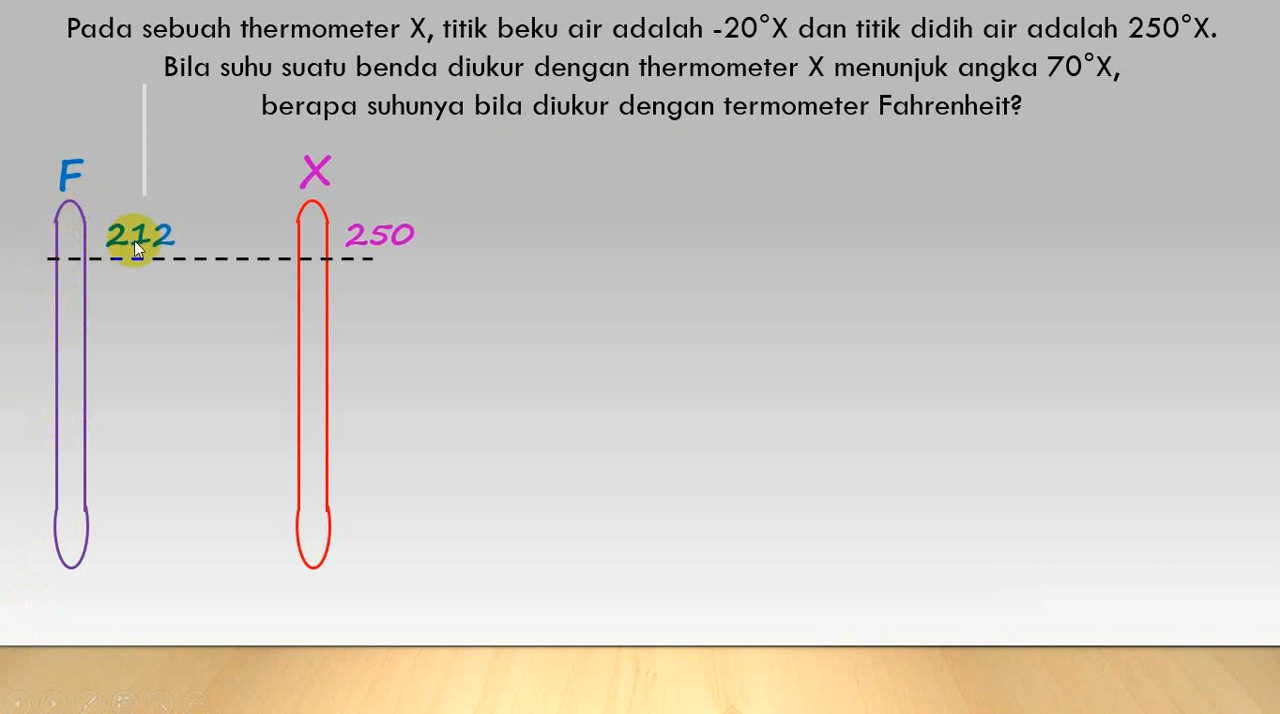 Pada sebuah thermometer X, titik beku air adalah -20°X dan titik didih air adalah 250°X.
Bila suhu suatu benda diukur dengan thermometer X menunjuk angka 70°X,
berapa suhunya bila diukur dengan termometer Fahrenheit?
F X
212 250